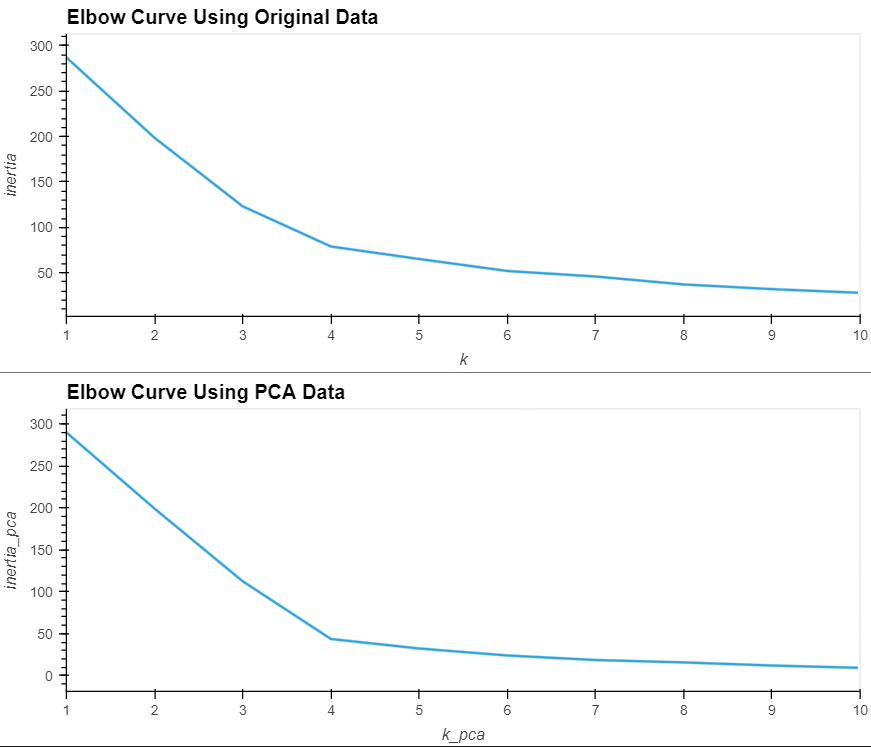 Elbow Curve Using Original Data
300
250
200
150
100
50
inertia
1 2 3 4 5 6 7 8 9 10
k
Elbow Curve Using PCA Data
300
250
200
150
100
50
0
inertia_pca
1 2 3 4 5 6 7 8 9 10
k_pca